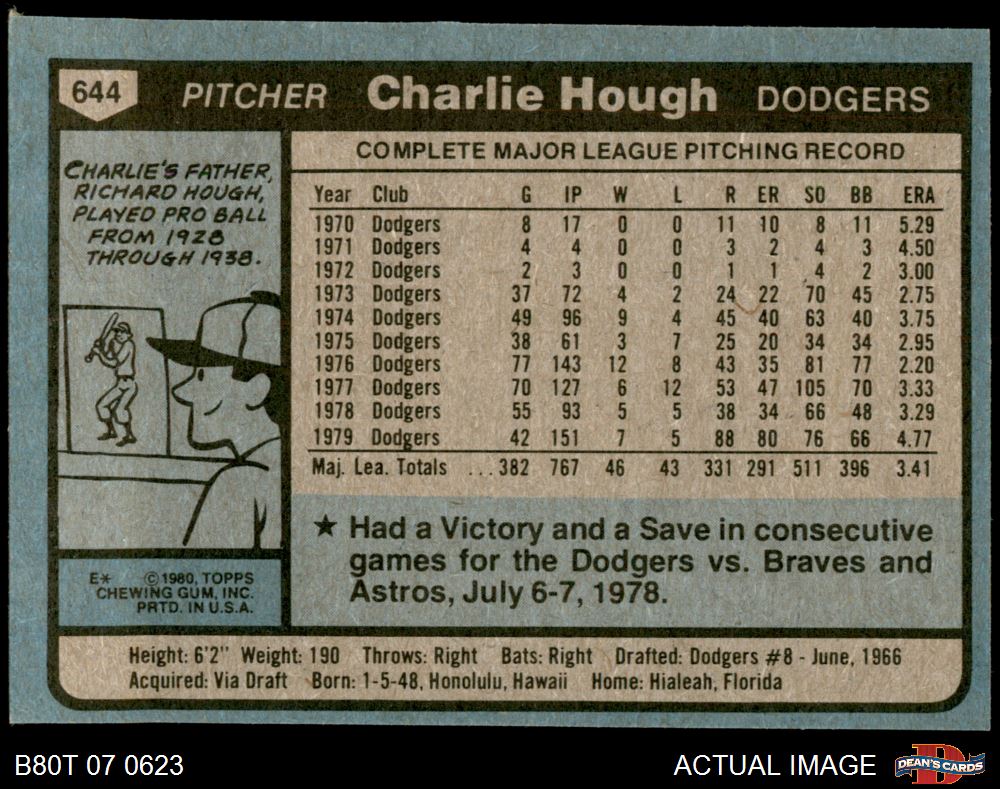 644 PITCHER Charlie Hough DODGERS
CHARLIE'S FATHER,
RICHARD HOUGH,
PLAYED PRO BALL
FROM 1928
THROUGH 1938.
COMPLETE MAJOR LEAGUE PITCHING RECORD
Year Club G IP W L R ER SO BB ERA
1970 Dodgers 8 17 0 0 11 10 8 11 5.29
1971 Dodgers 4 4 0 0 3 2 4 3 4.50
1972 Dodgers 2 3 0 0 1 1 4 2 3.00
1973 Dodgers 37 72 4 2 24 22 70 45 2.75
1974 Dodgers 49 96 9 4 45 40 63 40 3.75
1975 Dodgers 38 61 3 7 25 20 34 34 2.95
1976 Dodgers 77 143 12 8 43 35 81 77 2.20
1977 Dodgers 70 127 6 12 53 47 105 70 3.33
1978 Dodgers 55 93 5 5 38 34 66 48 3.29
1979 Dodgers 42 151 7 5 88 80 76 66 4.77
Maj. Lea. Totals ...382 767 46 43 331 291 511 396 3.41
★ Had a Victory and a Save in consecutive
games for the Dodgers vs. Braves and
Astros, July 6-7, 1978.
E* ©1980, TOPPS
CHEWING GUM, INC.
PRTD. IN U.S.A.
Height: 6'2" Weight: 190 Throws: Right Bats: Right Drafted: Dodgers #8 - June, 1966
Acquired: Via Draft Born: 1-5-48, Honolulu, Hawaii Home: Hialeah, Florida
B80T 07 0623 ACTUAL IMAGE D DEAN'S CARDS